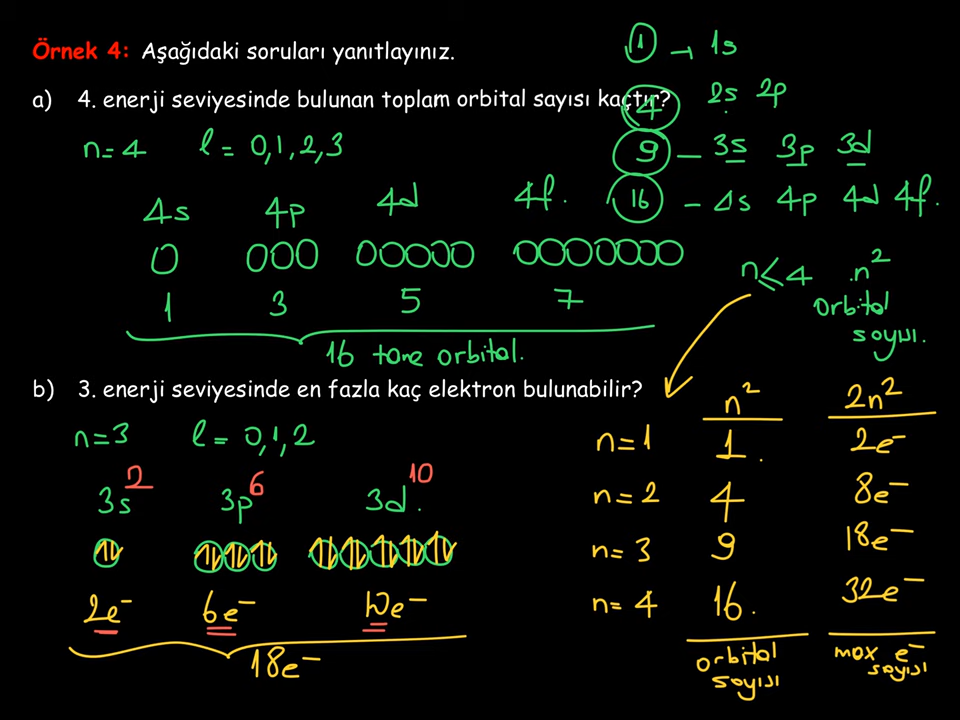 Örnek 4: Aşağıdaki soruları yanıtlayınız.
a) 4. enerji seviyesinde bulunan toplam orbital sayısı kaçtır?
n=4 l= 0,1,2,3
4s 4p 4d 4f.
1 3 5 7
16 tane orbital.
1 → 1s
4 2s 2p
9 – 3s 3p 3d
16 – 4s 4p 4d 4f.
n≤4 .n²
orbital
sayısı.
b) 3. enerji seviyesinde en fazla kaç elektron bulunabilir?
n=3 l= 0,1,2
3s² 3p⁶ 3d¹⁰.
2e⁻ 6e⁻ 10e⁻
18e⁻
n² 2n²
n=1 1. 2e⁻
n=2 4 8e⁻
n=3 9 18e⁻
n=4 16. 32e⁻
orbital
sayısı
max e⁻
sayısı